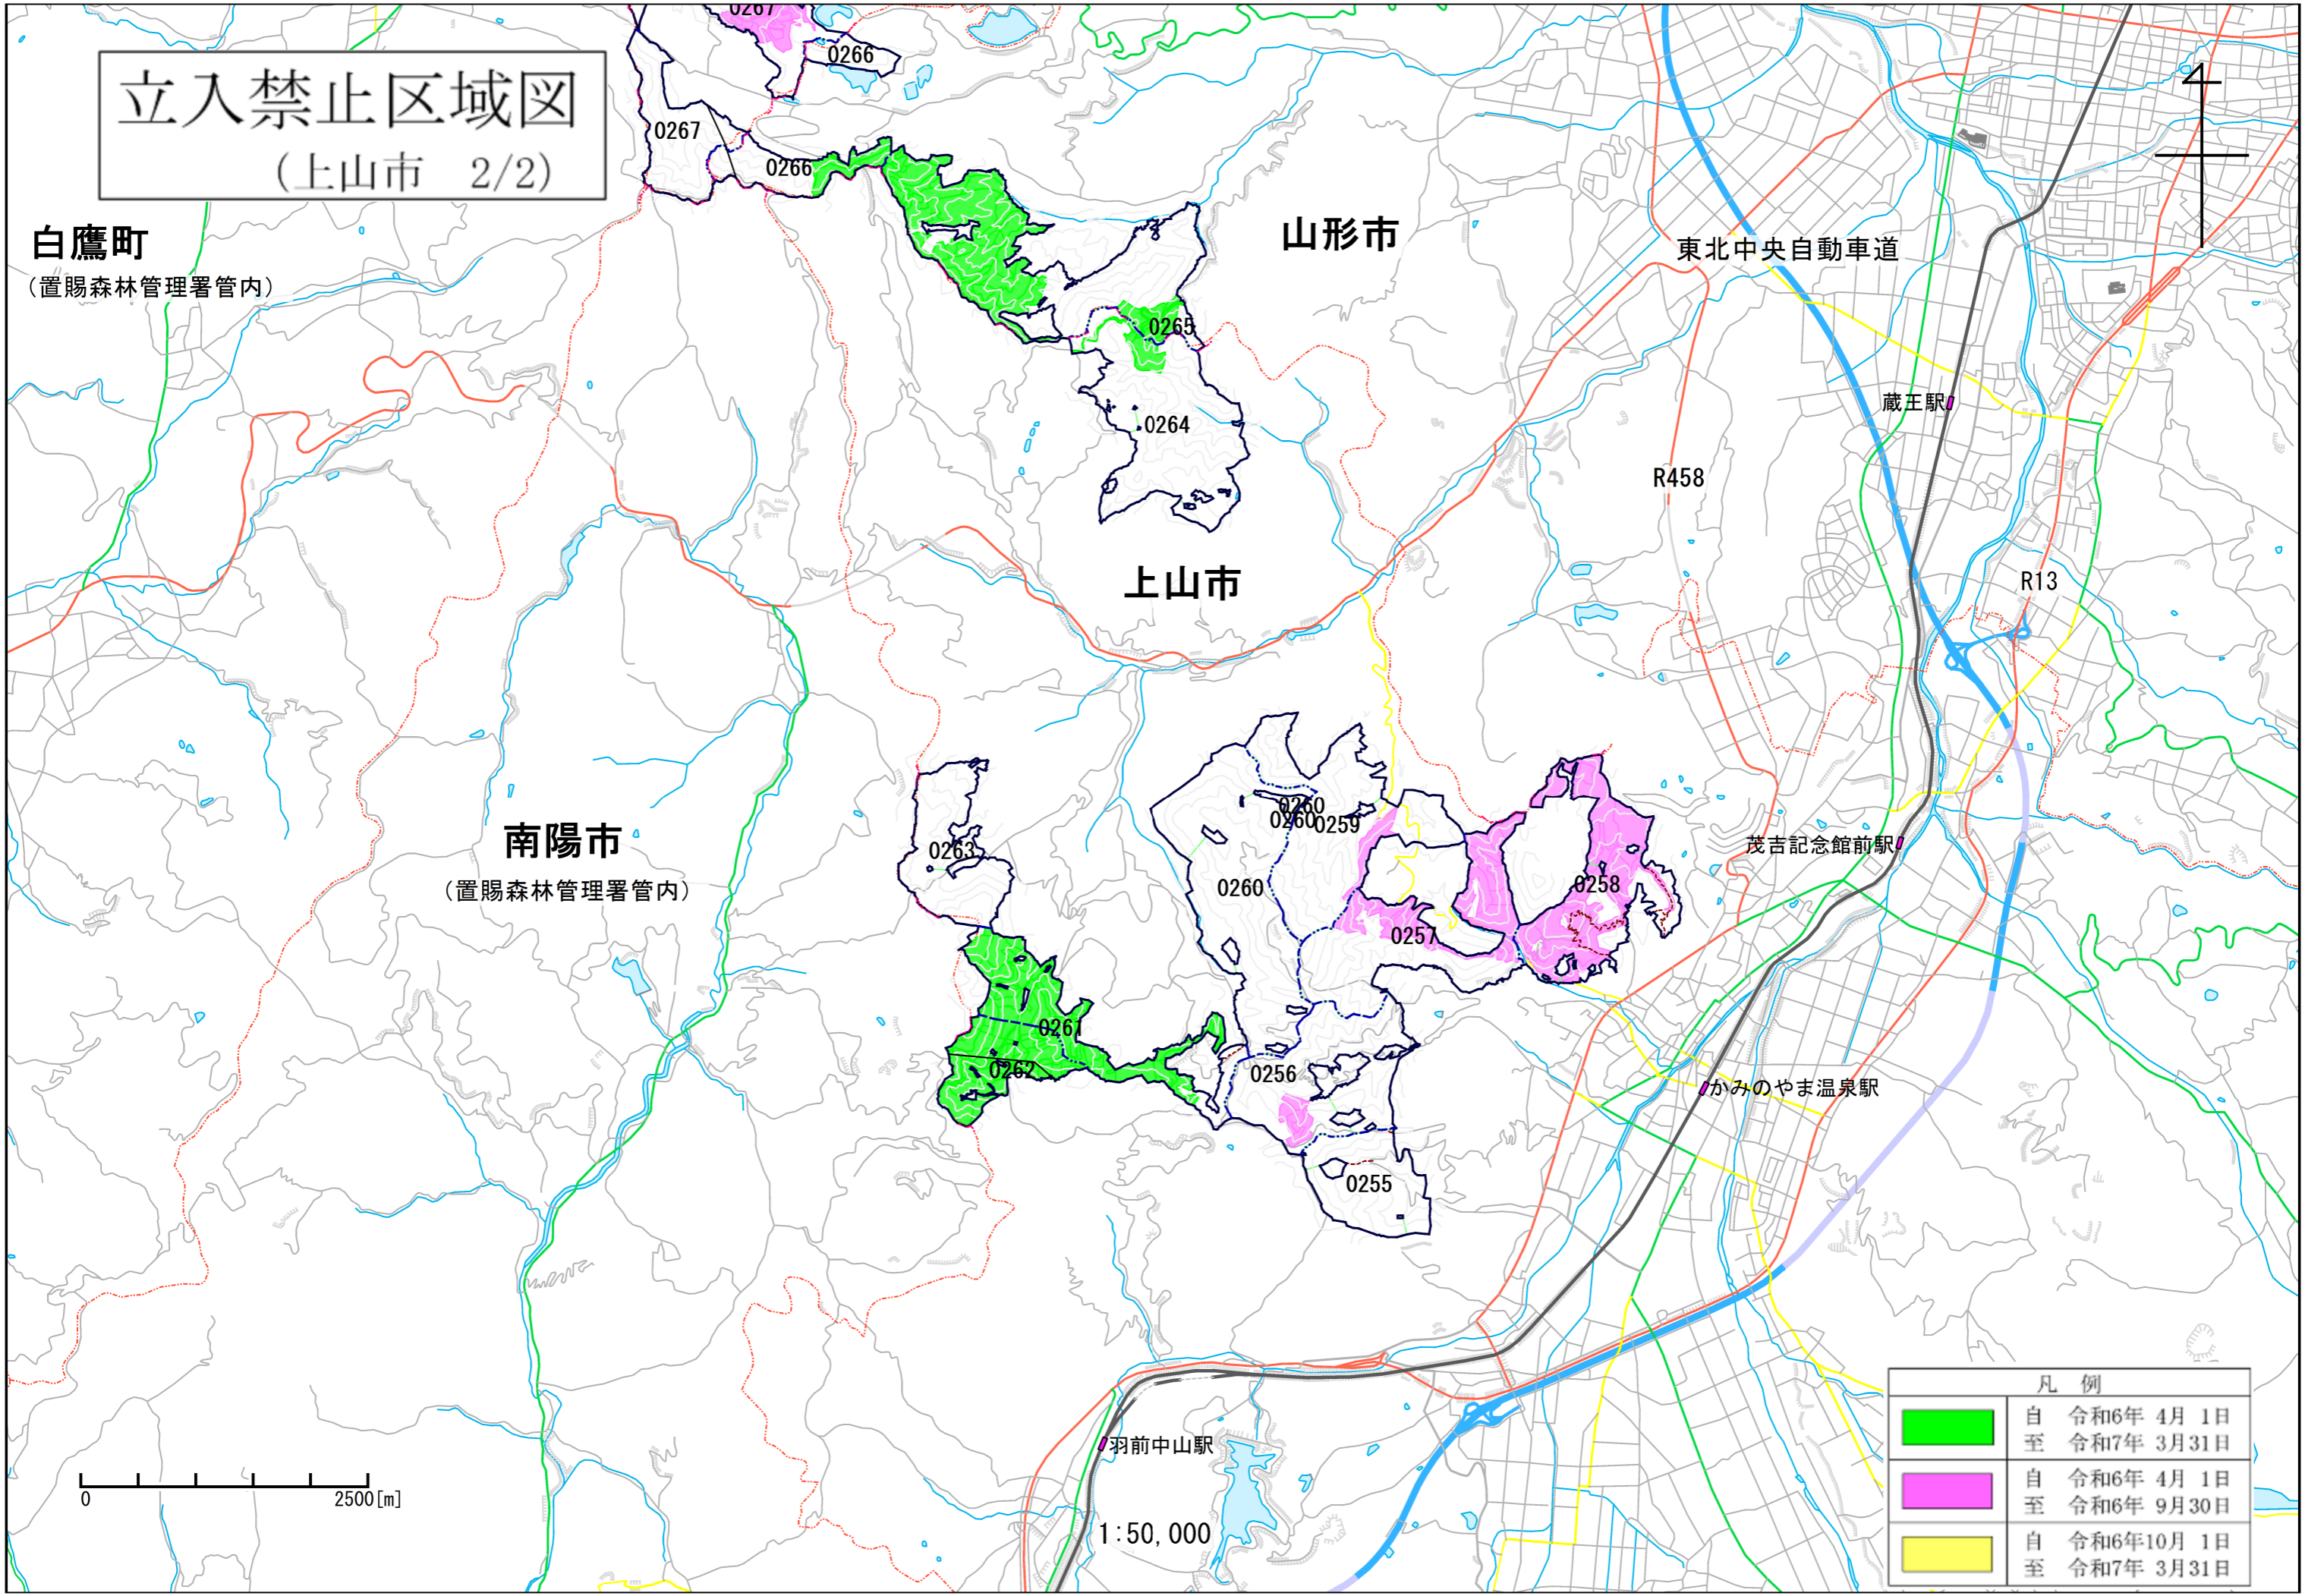 立入禁止区域図
(上山市　2/2)
0267
0266
0267
0266
白鷹町
(置賜森林管理署管内)
山形市
東北中央自動車道
0265
蔵王駅
0264
R458
上山市
R13
0260
0260
0259
南陽市
(置賜森林管理署管内)
0263
茂吉記念館前駅
0260
0258
0257
0261
0262
0256
かみのやま温泉駅
0255
羽前中山駅
0
2500[m]
1:50,000
凡　例
自　令和6年 4月 1日
至　令和7年 3月31日
自　令和6年 4月 1日
至　令和6年 9月30日
自　令和6年10月 1日
至　令和7年 3月31日